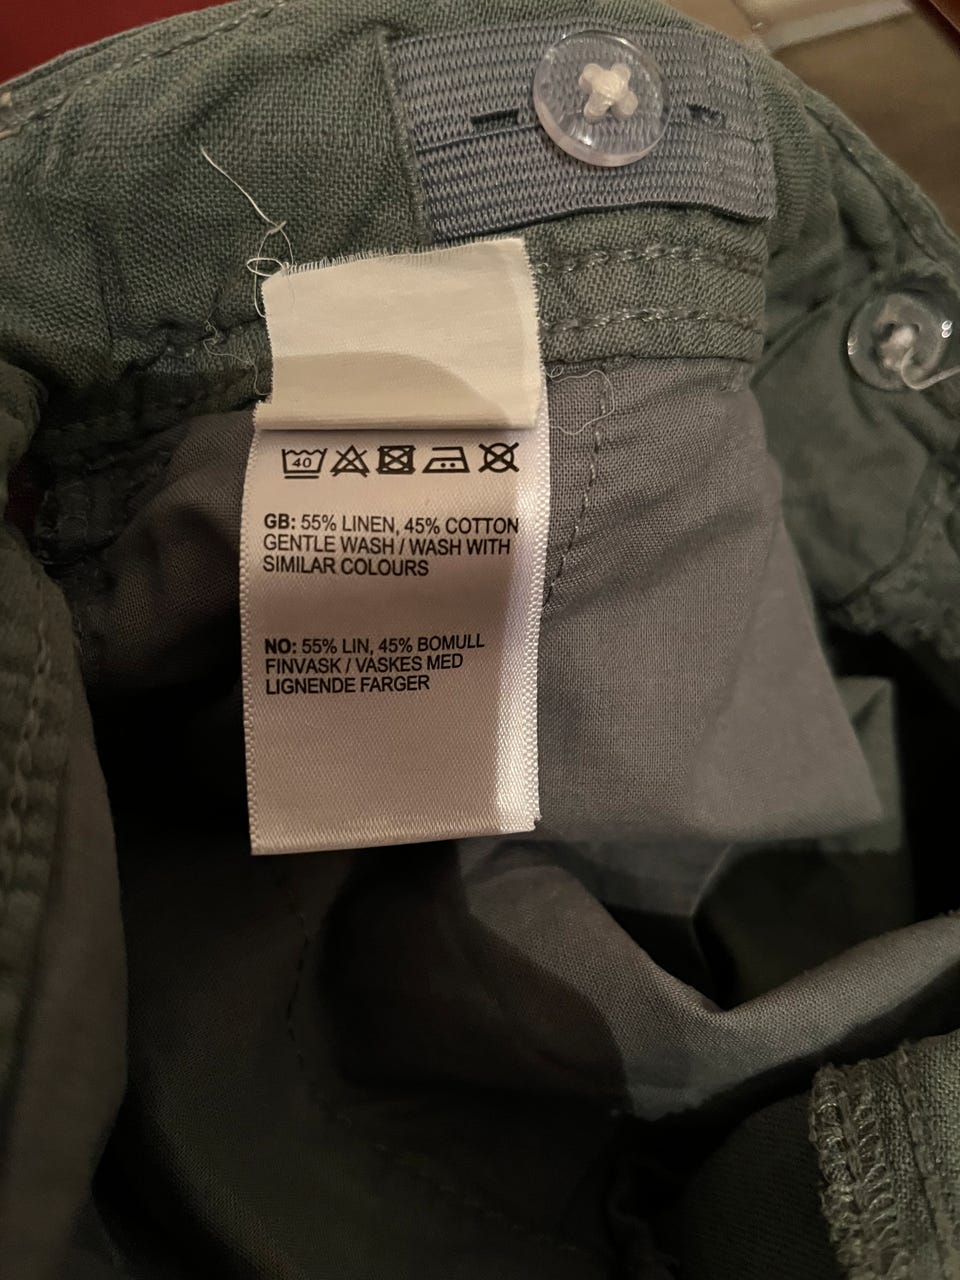 40
GB: 55% LINEN, 45% COTTON
GENTLE WASH / WASH WITH
SIMILAR COLOURS
NO: 55% LIN, 45% BOMULL
FINVASK / VASKES MED
LIGNENDE FARGER